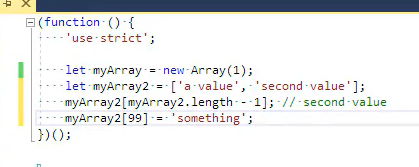 (function () {
'use strict';
let myArray = new Array(1);
let myArray2 = ['a value', 'second value'];
myArray2[myArray2.length - 1]; // second value
myArray2[99] = 'something';
})();